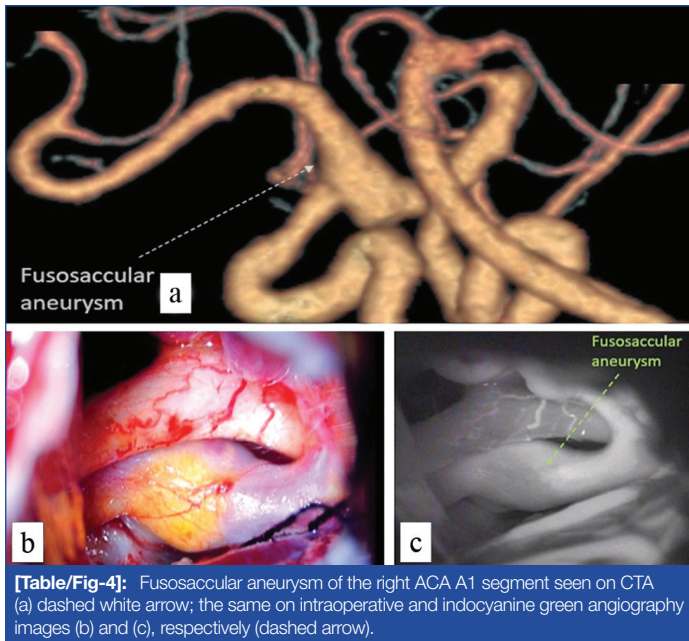 Fusosaccular
aneurysm
a
b
Fusosaccular
aneurysm
c
[Table/Fig-4]: Fusosaccular aneurysm of the right ACA A1 segment seen on CTA
(a) dashed white arrow; the same on intraoperative and indocyanine green angiography
images (b) and (c), respectively (dashed arrow).